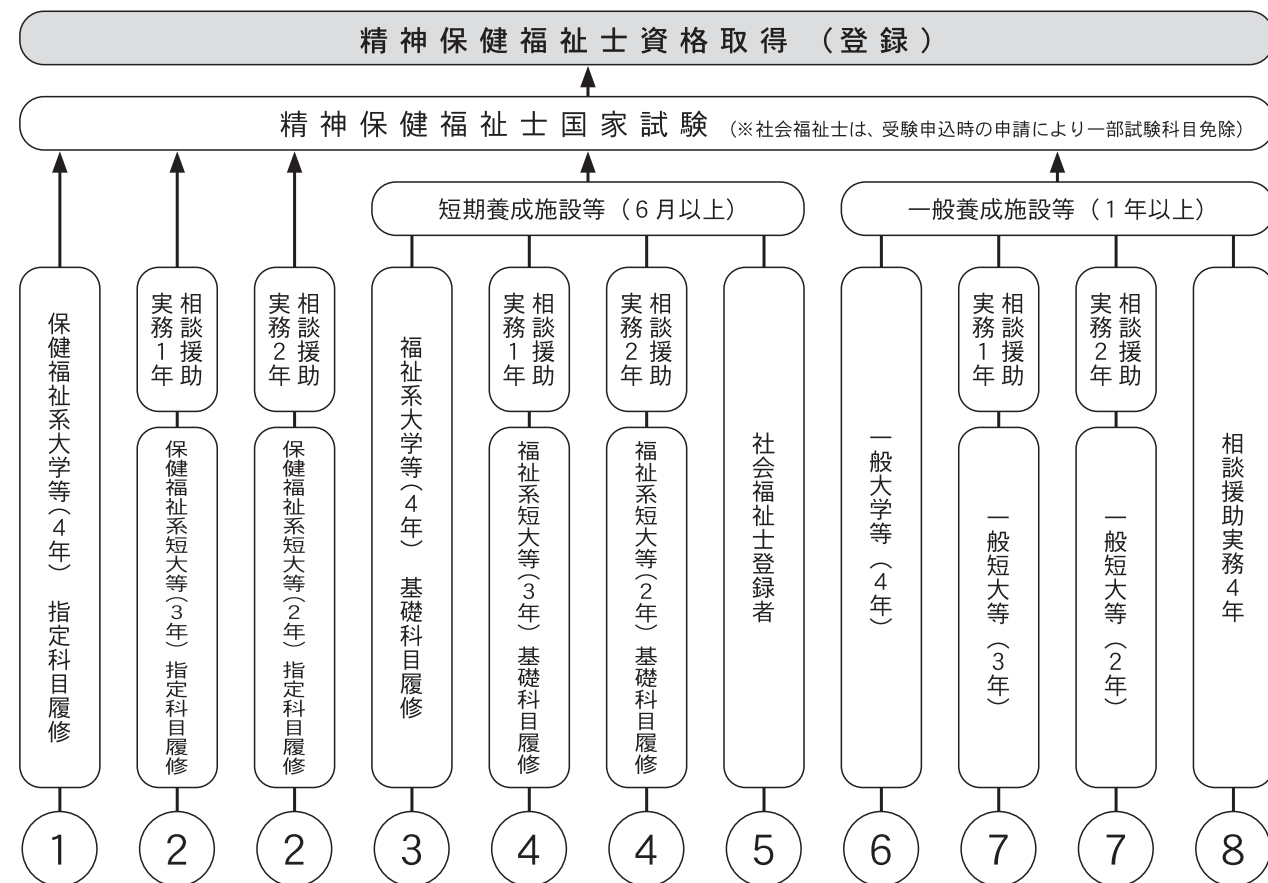 精神保健福祉士資格取得（登録）
精神保健福祉士国家試験（※社会福祉士は、受験申込時の申請により一部試験科目免除）
短期養成施設等（6月以上）
一般養成施設等（1年以上）
保健福祉系大学等（4年）　指定科目履修
相談援助
実務1年
保健福祉系短大等（3年）指定科目履修
相談援助
実務2年
保健福祉系短大等（2年）指定科目履修
福祉系大学等（4年）　基礎科目履修
相談援助
実務1年
福祉系短大等（3年）基礎科目履修
相談援助
実務2年
福祉系短大等（2年）基礎科目履修
社会福祉士登録者
一般大学等（4年）
相談援助
実務1年
一般短大等（3年）
相談援助
実務2年
一般短大等（2年）
相談援助実務4年
1
2
2
3
4
4
5
6
7
7
8